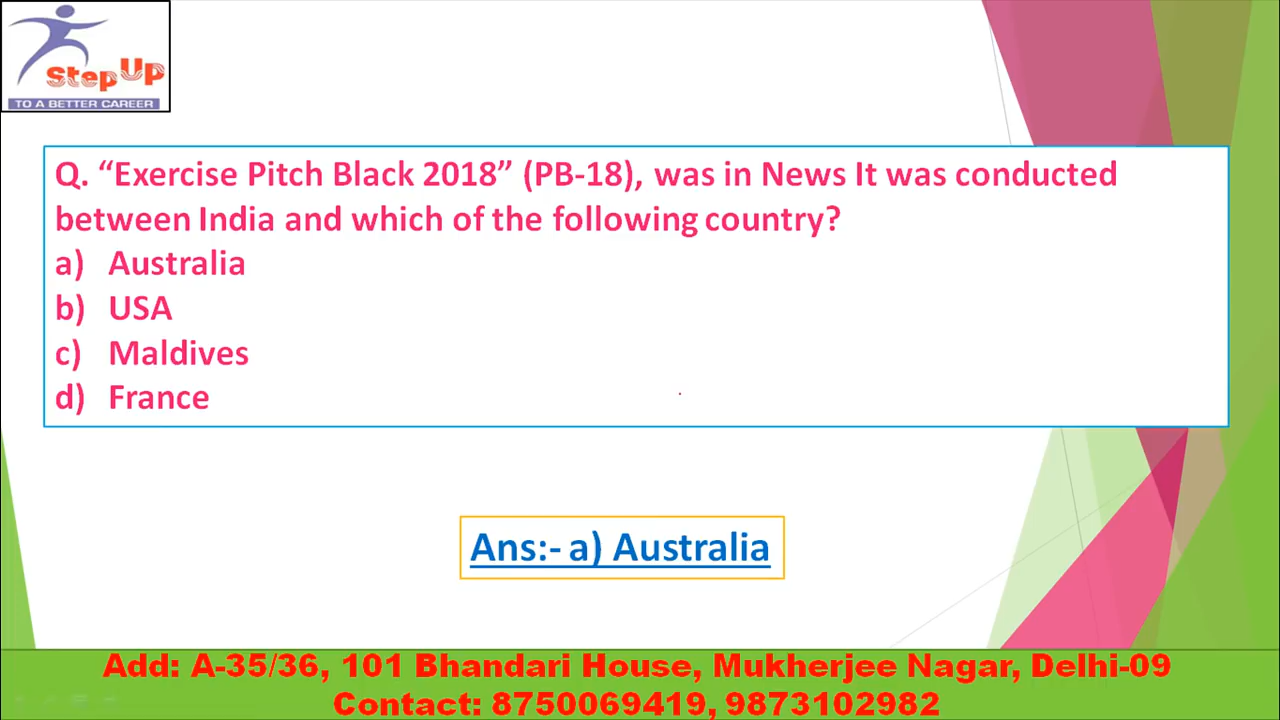 Step Up
TO A BETTER CAREER
Q. “Exercise Pitch Black 2018” (PB-18), was in News It was conducted
between India and which of the following country?
a) Australia
b) USA
c) Maldives
d) France
Ans:- a) Australia
Add: A-35/36, 101 Bhandari House, Mukherjee Nagar, Delhi-09
Contact: 8750069419, 9873102982